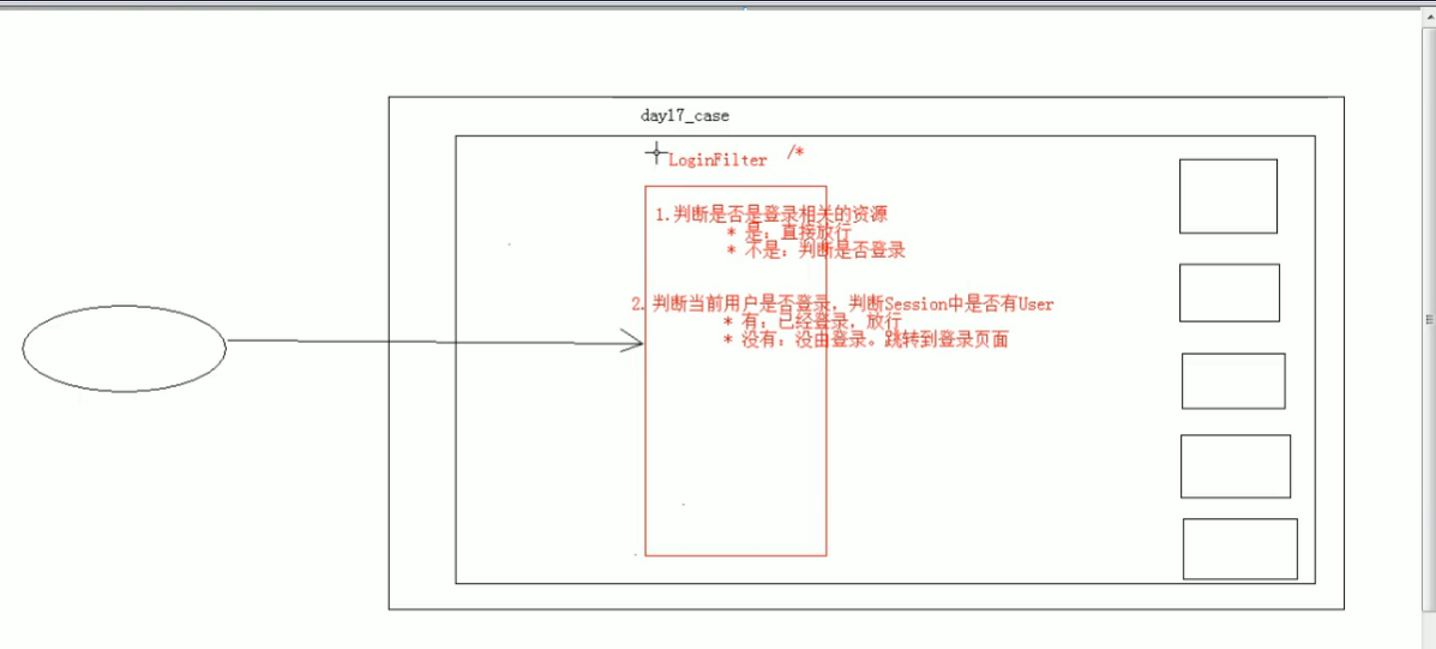 day17_case
LoginFilter /*
1.判断是否是登录相关的资源
* 是：直接放行
* 不是：判断是否登录
2.判断当前用户是否登录，判断Session中是否有User
* 有：已经登录，放行
* 没有：没由登录。跳转到登录页面